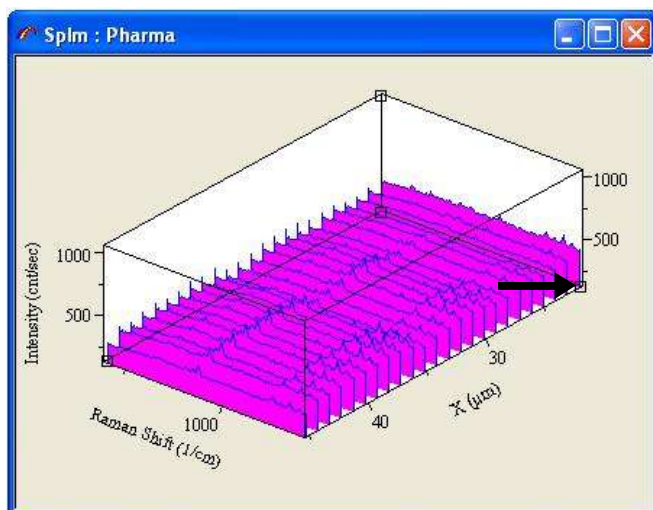 Splm : Pharma
1000
500
1000
500
Intensity (cnt/sec)
30
X (µm)
40
1000
Raman Shift (1/cm)